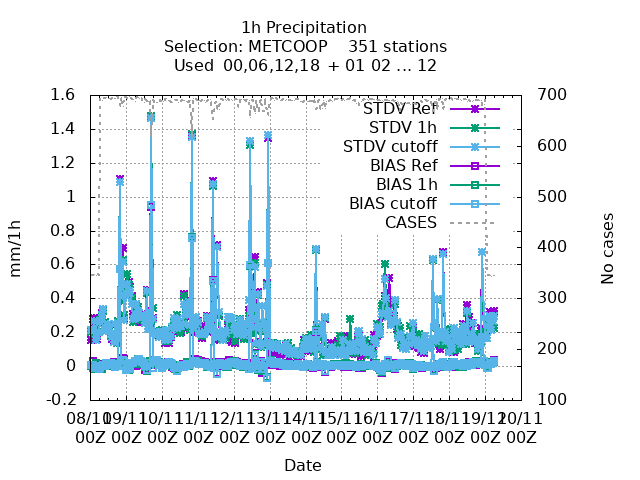 1h Precipitation
Selection: METCOOP 351 stations
Used 00,06,12,18 + 01 02 ... 12
1.6
1.4
1.2
1
0.8
0.6
0.4
0.2
0
-0.2
700
600
500
400
300
200
100
mm/1h
No cases
STDV Ref
STDV 1h
STDV cutoff
BIAS Ref
BIAS 1h
BIAS cutoff
CASES
08/11 09/11 10/11 11/11 12/11 13/11 14/11 15/11 16/11 17/11 18/11 19/11 20/11
00Z 00Z 00Z 00Z 00Z 00Z 00Z 00Z 00Z 00Z 00Z 00Z 00Z
Date